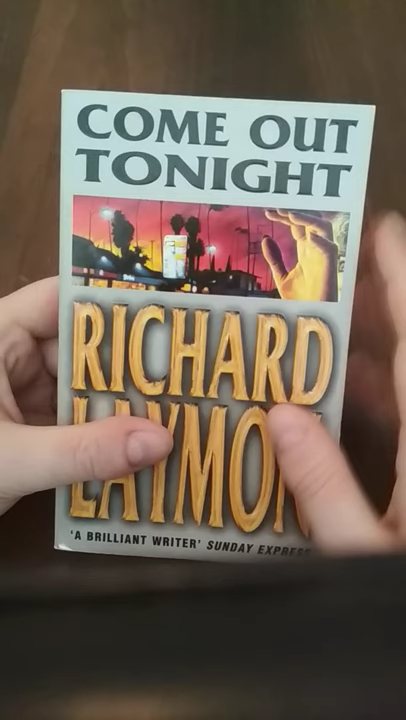 COME OUT
TONIGHT
RICHARD
LAYMON
'A BRILLIANT WRITER' SUNDAY EXPRESS